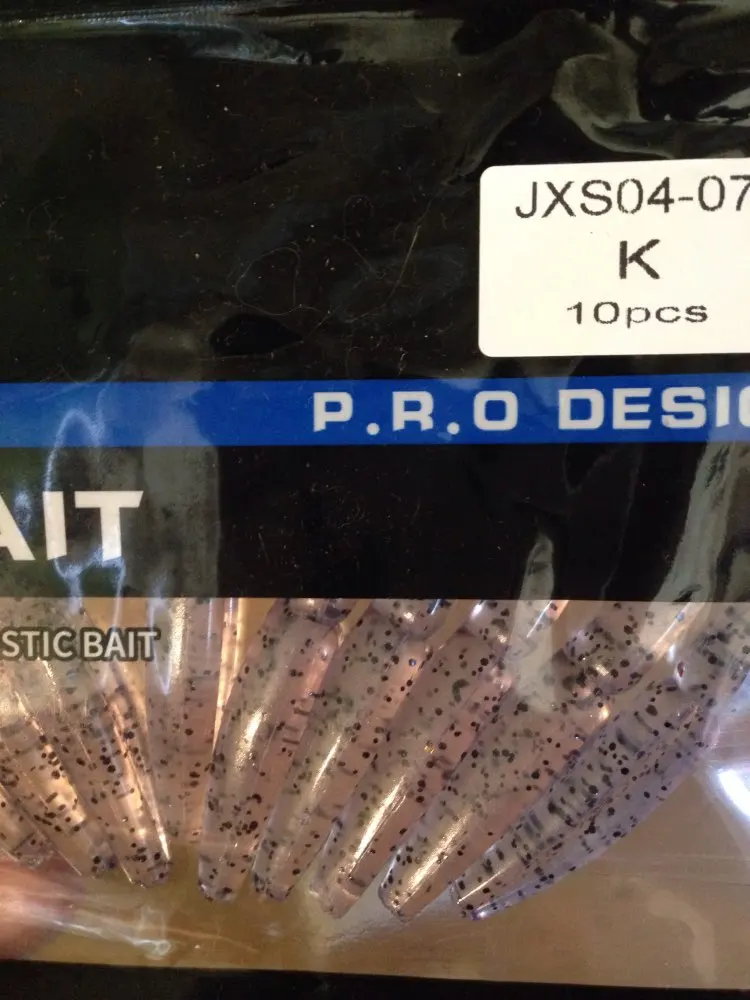 JXS04-07
K
10pcs
P.R.O DESIG
AIT
STIC BAIT